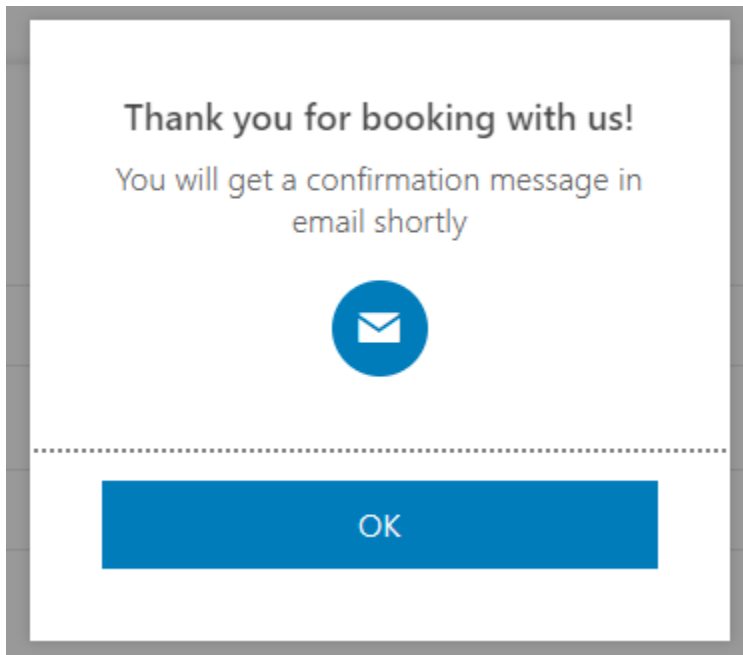 Thank you for booking with us!
You will get a confirmation message in
email shortly
OK